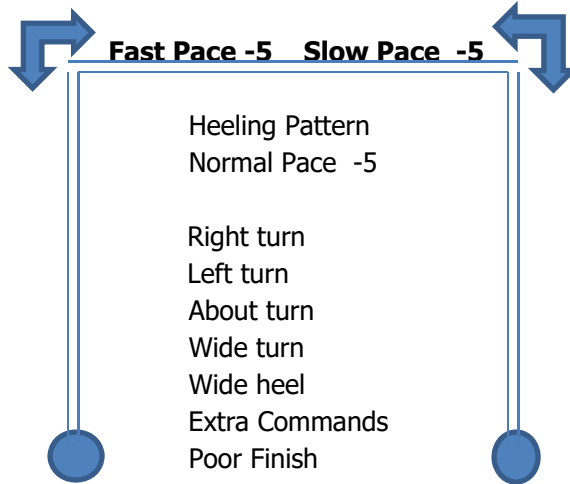 Fast Pace -5 Slow Pace -5
Heeling Pattern
Normal Pace -5
Right turn
Left turn
About turn
Wide turn
Wide heel
Extra Commands
Poor Finish